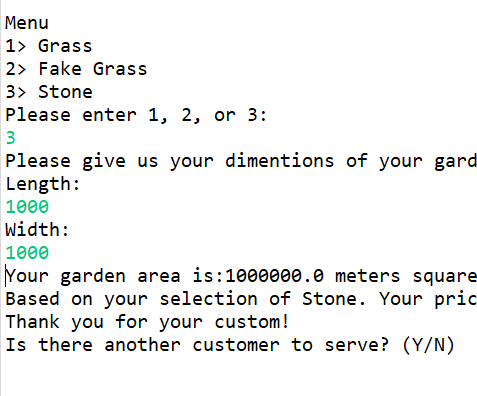 Menu
1> Grass
2> Fake Grass
3> Stone
Please enter 1, 2, or 3:
3
Please give us your dimentions of your gard
Length:
1000
Width:
1000
Your garden area is:1000000.0 meters square
Based on your selection of Stone. Your pric
Thank you for your custom!
Is there another customer to serve? (Y/N)